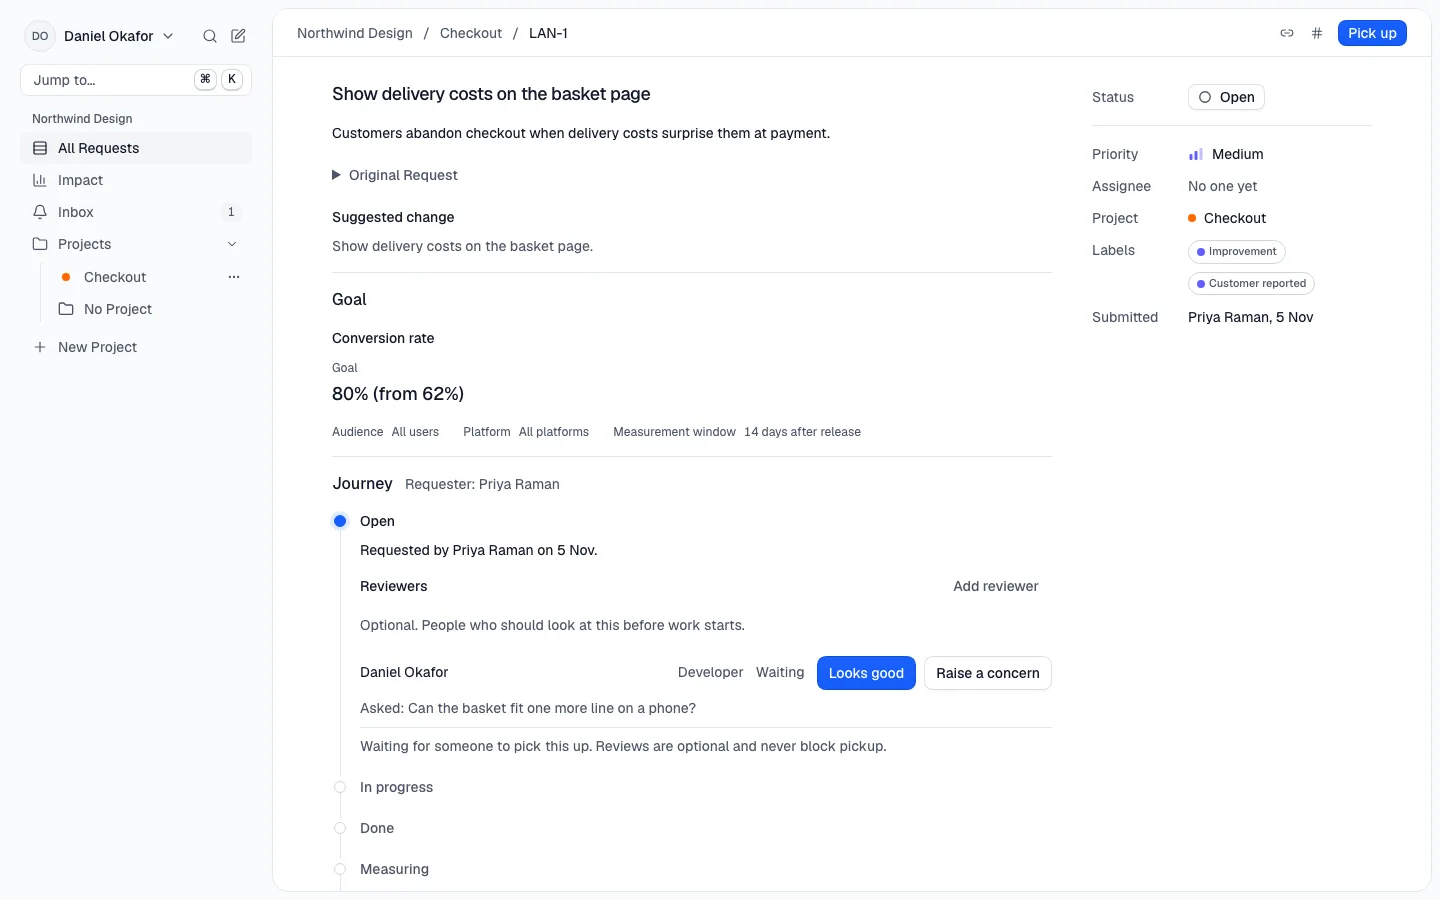 DO Daniel Okafor
Jump to... ⌘ K
Northwind Design
All Requests
Impact
Inbox 1
Projects
Checkout ...
No Project
New Project
Northwind Design / Checkout / LAN-1
# Pick up
Show delivery costs on the basket page
Customers abandon checkout when delivery costs surprise them at payment.
Original Request
Suggested change
Show delivery costs on the basket page.
Goal
Conversion rate
Goal
80% (from 62%)
Audience All users Platform All platforms Measurement window 14 days after release
Journey Requester: Priya Raman
Open
Requested by Priya Raman on 5 Nov.
Reviewers Add reviewer
Optional. People who should look at this before work starts.
Daniel Okafor Developer Waiting Looks good Raise a concern
Asked: Can the basket fit one more line on a phone?
Waiting for someone to pick this up. Reviews are optional and never block pickup.
In progress
Done
Measuring
Status Open
Priority Medium
Assignee No one yet
Project Checkout
Labels Improvement
Customer reported
Submitted Priya Raman, 5 Nov